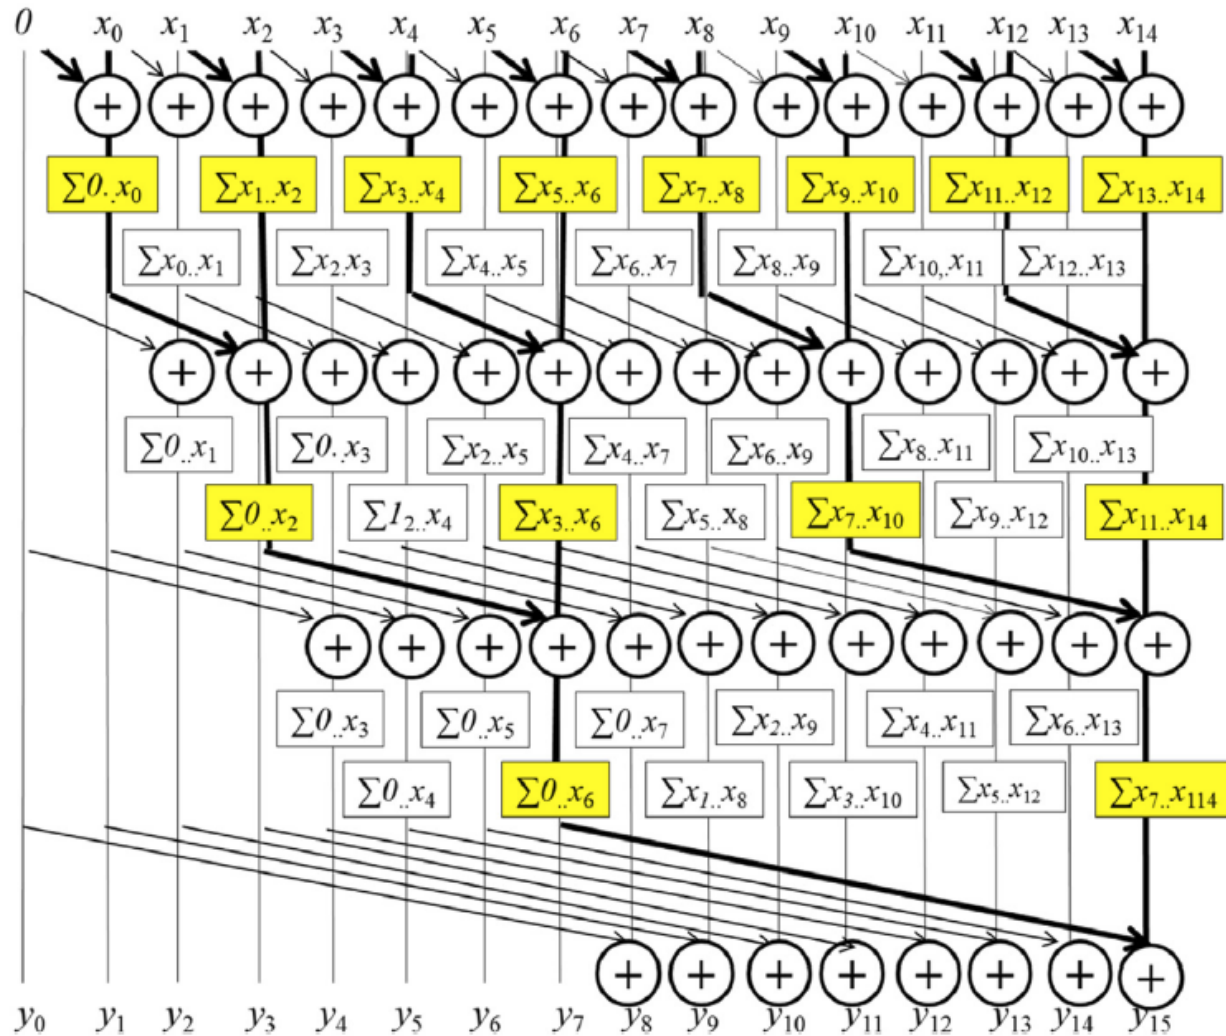 0 x₀ x₁ x₂ x₃ x₄ x₅ x₆ x₇ x₈ x₉ x₁₀ x₁₁ x₁₂ x₁₃ x₁₄
+ + + + + + + + + + + + + + +
∑0..x₀ ∑x₁..x₂ ∑x₃..x₄ ∑x₅..x₆ ∑x₇..x₈ ∑x₉..x₁₀ ∑x₁₁..x₁₂ ∑x₁₃..x₁₄
∑x₀..x₁ ∑x₂..x₃ ∑x₄..x₅ ∑x₆..x₇ ∑x₈..x₉ ∑x₁₀..x₁₁ ∑x₁₂..x₁₃
+ + + + + + + + + + + + + +
∑0..x₁ ∑0..x₃ ∑x₂..x₅ ∑x₄..x₇ ∑x₆..x₉ ∑x₈..x₁₁ ∑x₁₀..x₁₃
∑0..x₂ ∑1₂..x₄ ∑x₃..x₆ ∑x₅..x₈ ∑x₇..x₁₀ ∑x₉..x₁₂ ∑x₁₁..x₁₄
+ + + + + + + + + + + +
∑0..x₃ ∑0..x₅ ∑0..x₇ ∑x₂..x₉ ∑x₄..x₁₁ ∑x₆..x₁₃
∑0..x₄ ∑0..x₆ ∑x₁..x₈ ∑x₃..x₁₀ ∑x₅..x₁₂ ∑x₇..x₁₁₄
+ + + + + + + +
y₀ y₁ y₂ y₃ y₄ y₅ y₆ y₇ y₈ y₉ y₁₀ y₁₁ y₁₂ y₁₃ y₁₄ y₁₅